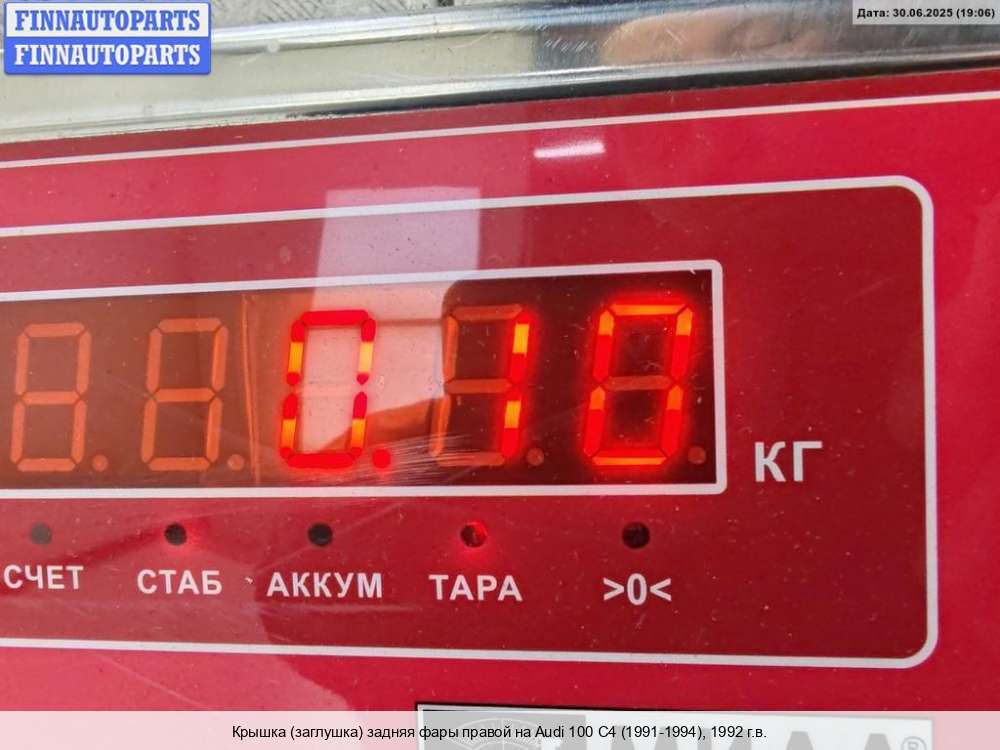 FINNAUTOPARTS
FINNAUTOPARTS
Дата: 30.06.2025 (19:06)
0.10
КГ
СЧЕТ СТАБ АККУМ ТАРА >0<
Крышка (заглушка) задняя фары правой на Audi 100 C4 (1991-1994), 1992 г.в.